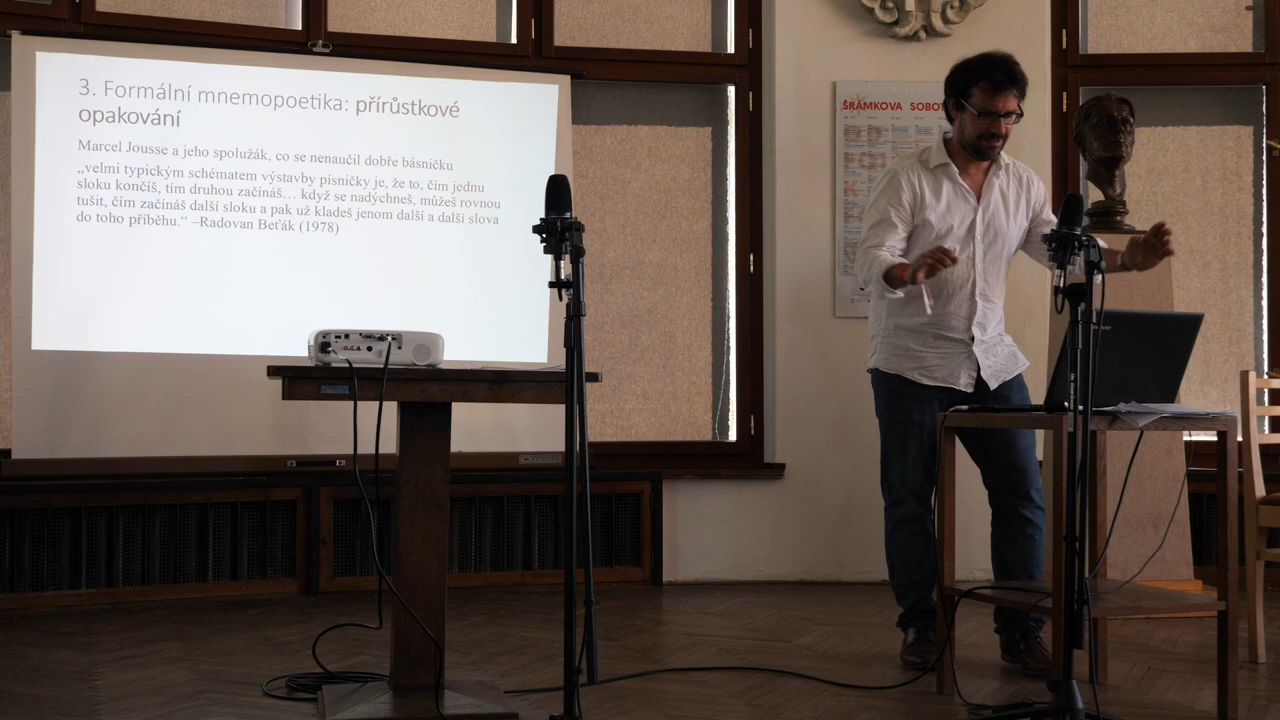 3. Formální mnemopoetika: přírůstkové
opakování
Marcel Jousse a jeho spolužák, co se nenaučil dobře básničku
„velmi typickým schématem výstavby písničky je, že to, čím jednu
sloku končíš, tím druhou začínáš… když se nadýchneš, můžeš rovnou
tušit, čím začínáš další sloku a pak už kladeš jenom další a další slova
do toho příběhu.“ –Radovan Beťák (1978)
ŠRÁMKOVA SOBOT